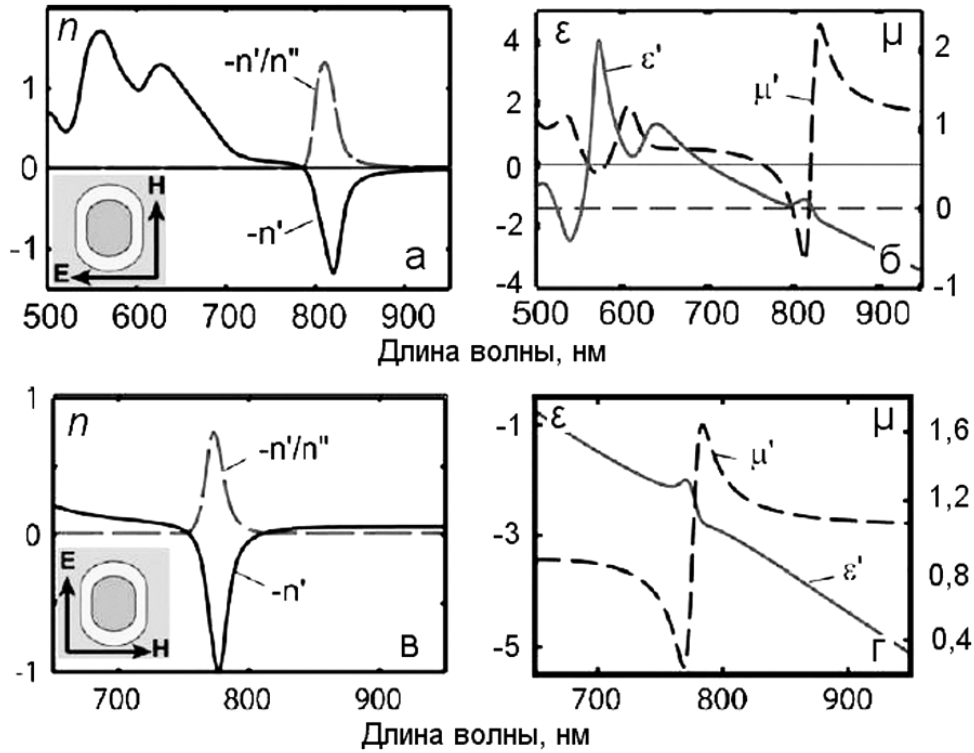 n
-n'/n"
-n'
H
E
a
1
0
-1
500 600 700 800 900
ε
μ
ε'
μ'
б
4
2
0
-2
-4
2
1
0
-1
500 600 700 800 900
Длина волны, нм
n
-n'/n"
-n'
E
H
в
1
0
-1
700 800 900
ε
μ
μ'
ε'
г
-1
-3
-5
1,6
1,2
0,8
0,4
700 800 900
Длина волны, нм